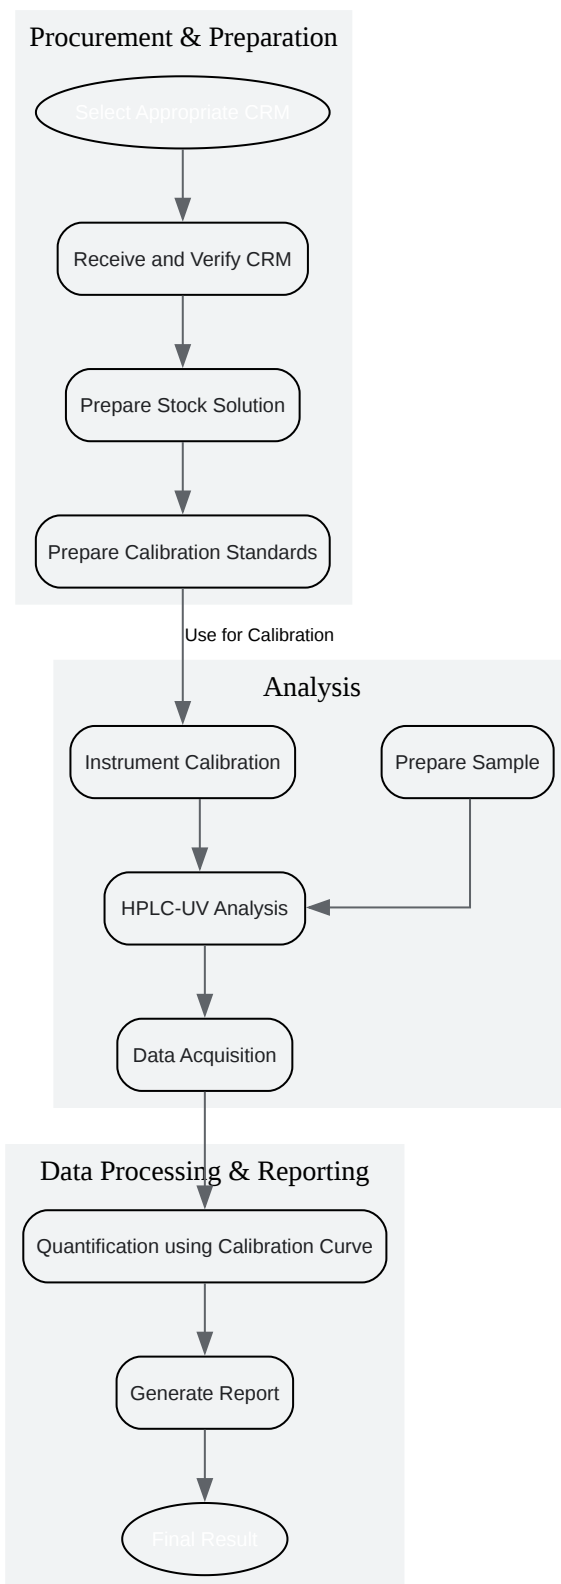 Procurement & Preparation
Select Appropriate CRM
Receive and Verify CRM
Prepare Stock Solution
Prepare Calibration Standards
Use for Calibration
Analysis
Instrument Calibration
Prepare Sample
HPLC-UV Analysis
Data Acquisition
Data Processing & Reporting
Quantification using Calibration Curve
Generate Report
Final Result